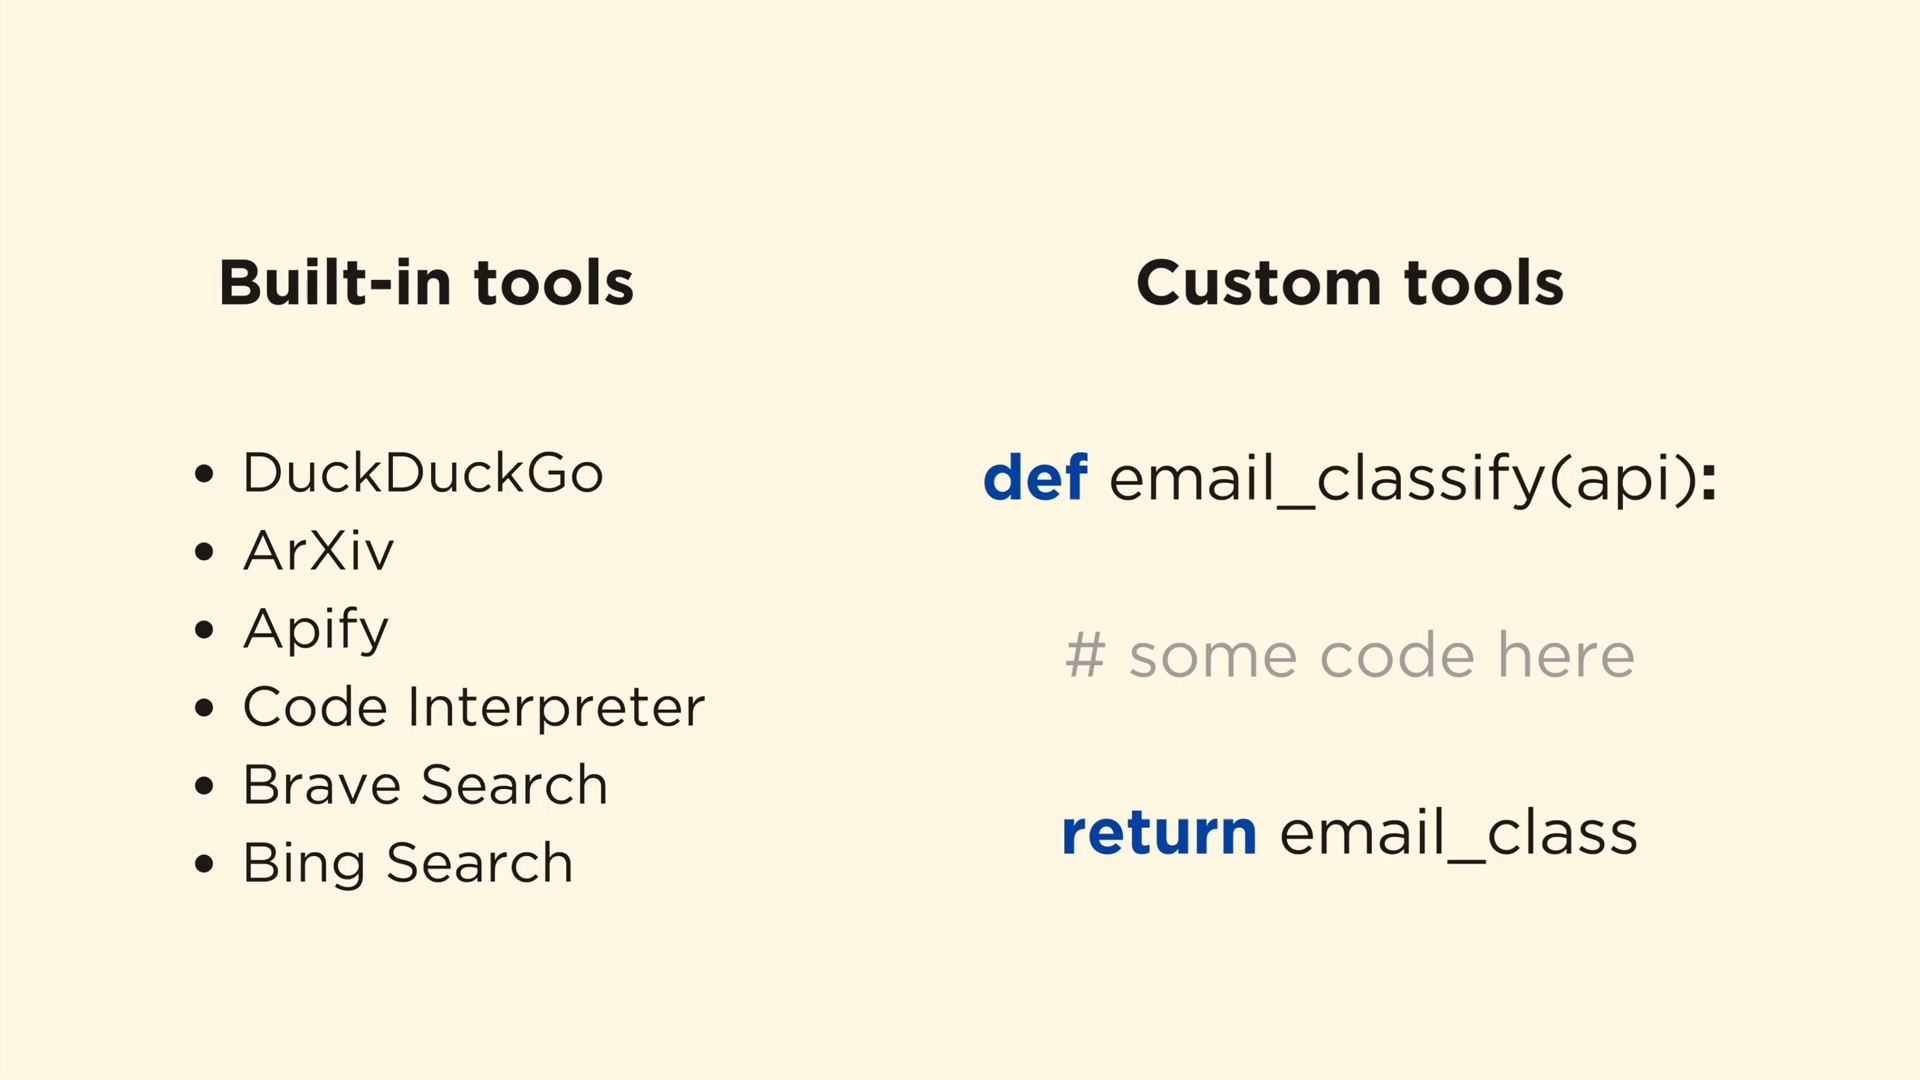 Built-in tools
• DuckDuckGo
• ArXiv
• Apify
• Code Interpreter
• Brave Search
• Bing Search
Custom tools
def email_classify(api):
# some code here
return email_class